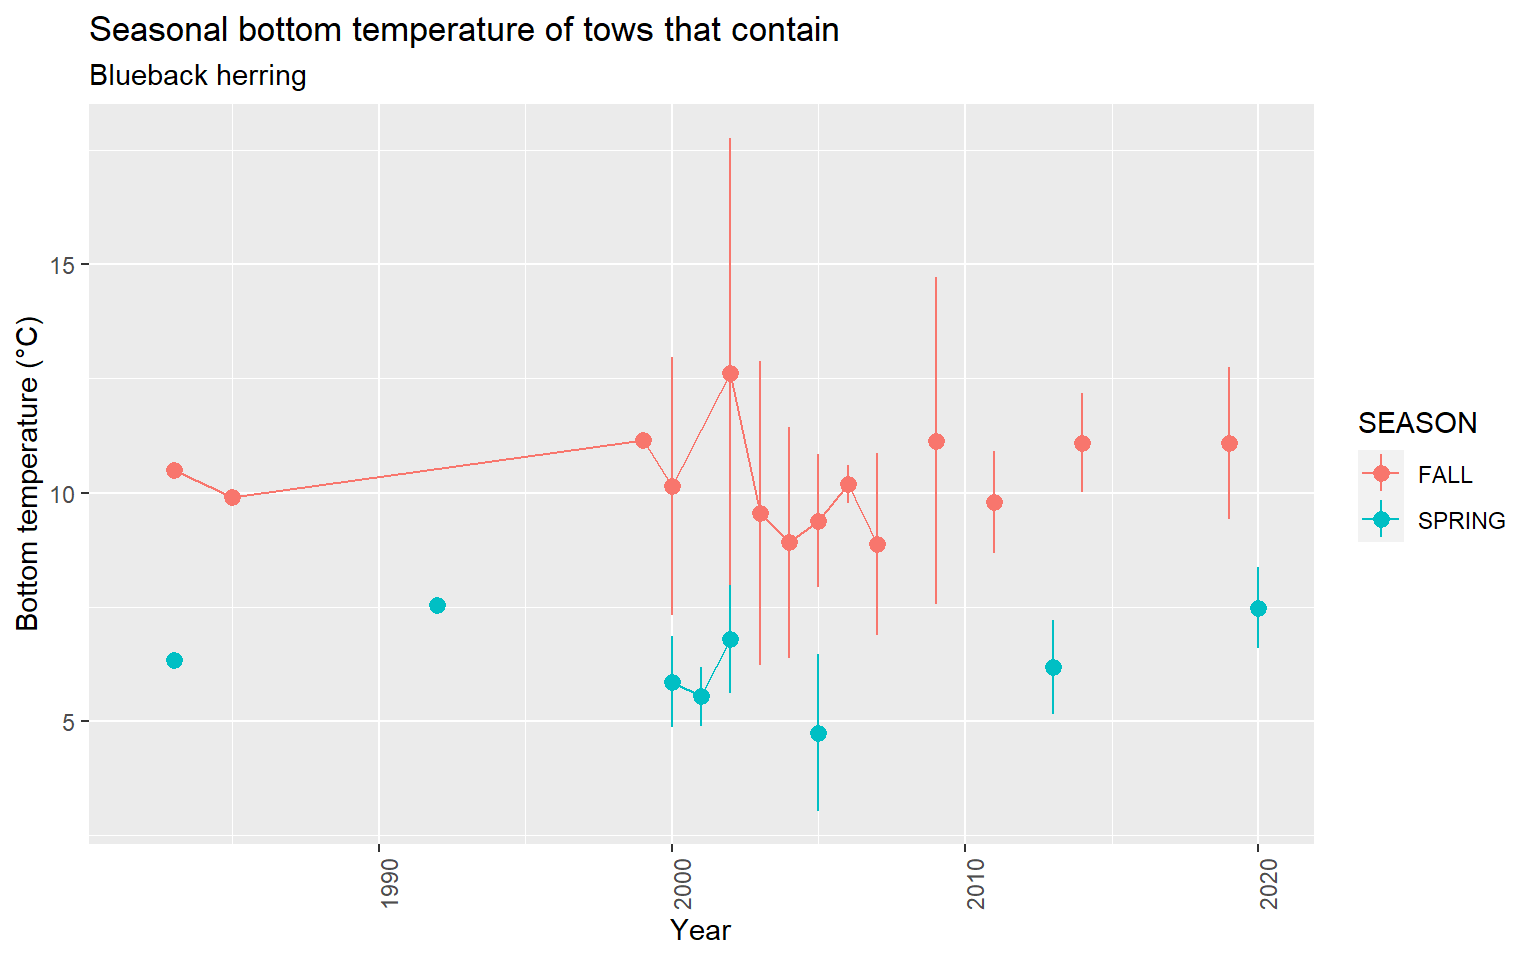 Seasonal bottom temperature of tows that contain
Blueback herring
Bottom temperature (°C)
15
10
5
1990
2000
2010
2020
Year
SEASON
FALL
SPRING